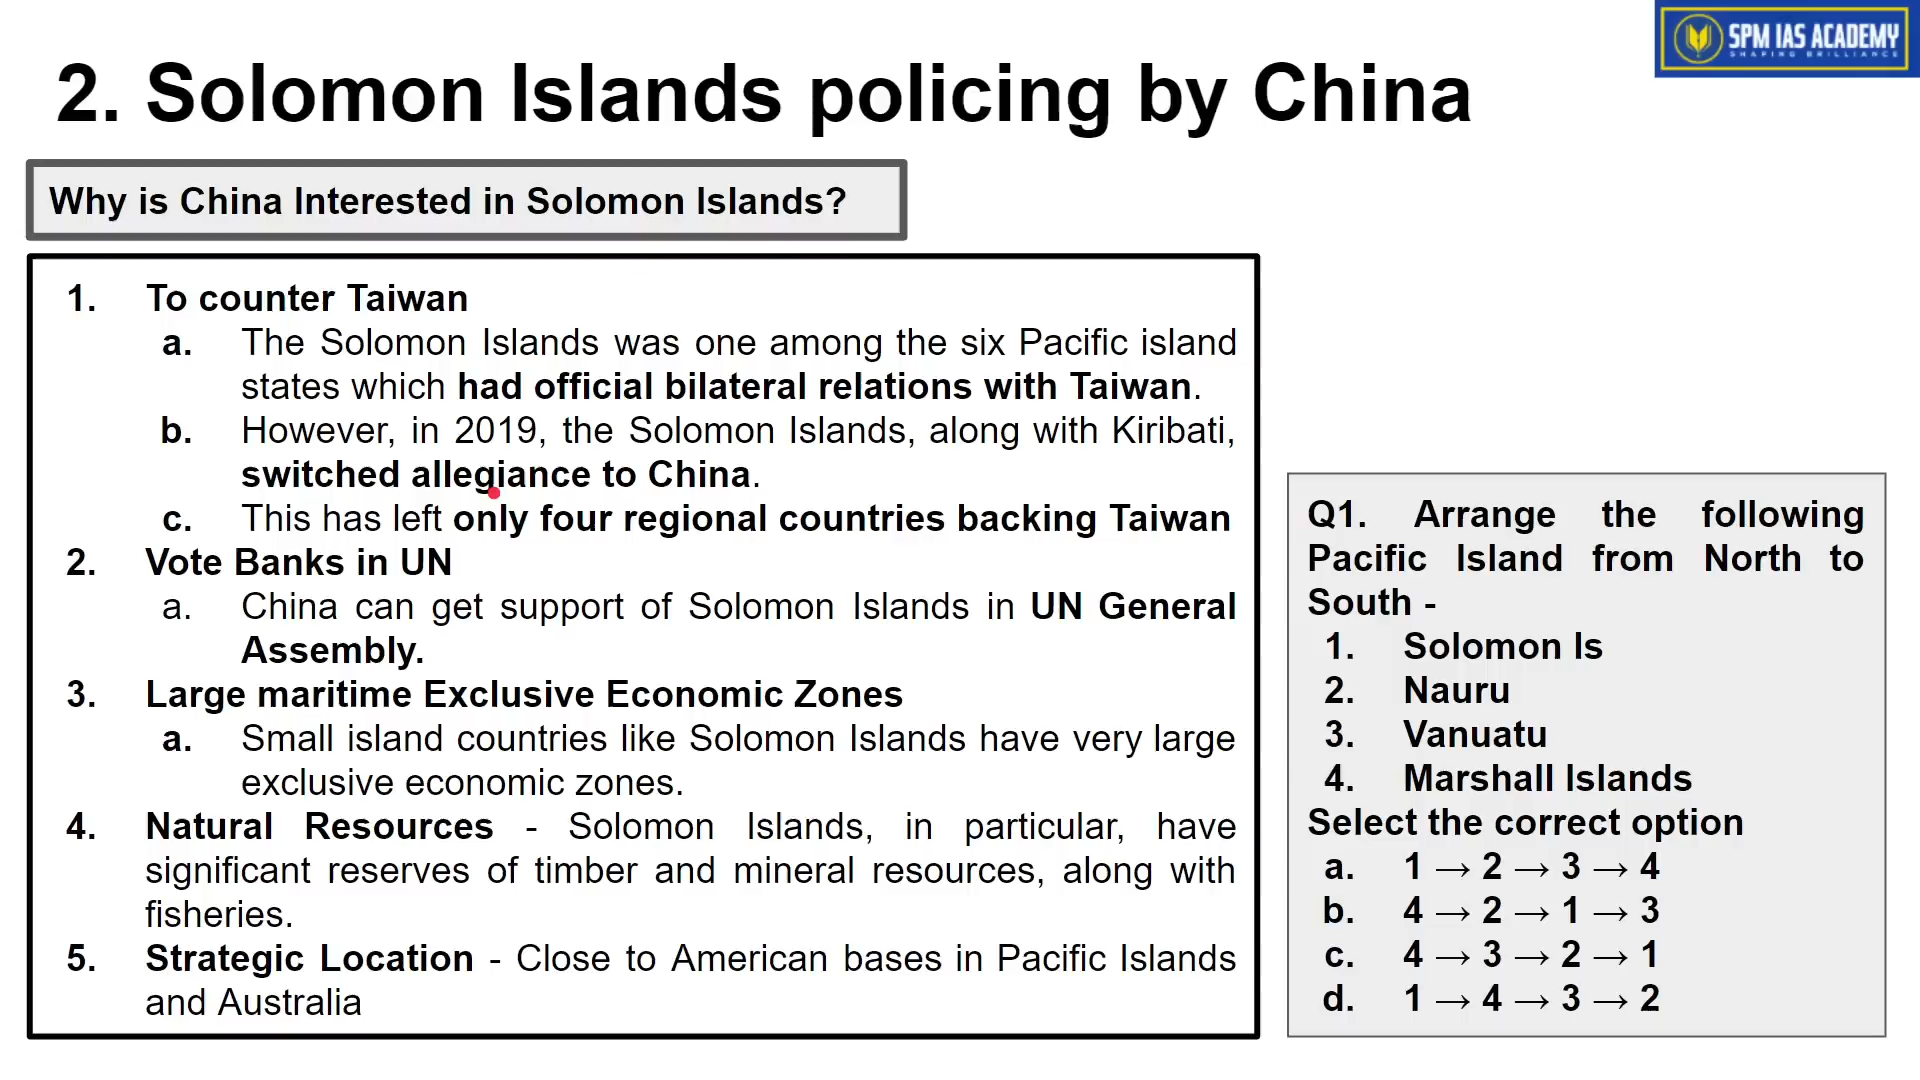 SPM IAS ACADEMY
SHAPING BRILLIANCE
2. Solomon Islands policing by China
Why is China Interested in Solomon Islands?
1. To counter Taiwan
a. The Solomon Islands was one among the six Pacific island
states which had official bilateral relations with Taiwan.
b. However, in 2019, the Solomon Islands, along with Kiribati,
switched allegiance to China.
c. This has left only four regional countries backing Taiwan
2. Vote Banks in UN
a. China can get support of Solomon Islands in UN General
Assembly.
3. Large maritime Exclusive Economic Zones
a. Small island countries like Solomon Islands have very large
exclusive economic zones.
4. Natural Resources - Solomon Islands, in particular, have
significant reserves of timber and mineral resources, along with
fisheries.
5. Strategic Location - Close to American bases in Pacific Islands
and Australia
Q1. Arrange the following
Pacific Island from North to
South -
1. Solomon Is
2. Nauru
3. Vanuatu
4. Marshall Islands
Select the correct option
a. 1 → 2 → 3 → 4
b. 4 → 2 → 1 → 3
c. 4 → 3 → 2 → 1
d. 1 → 4 → 3 → 2